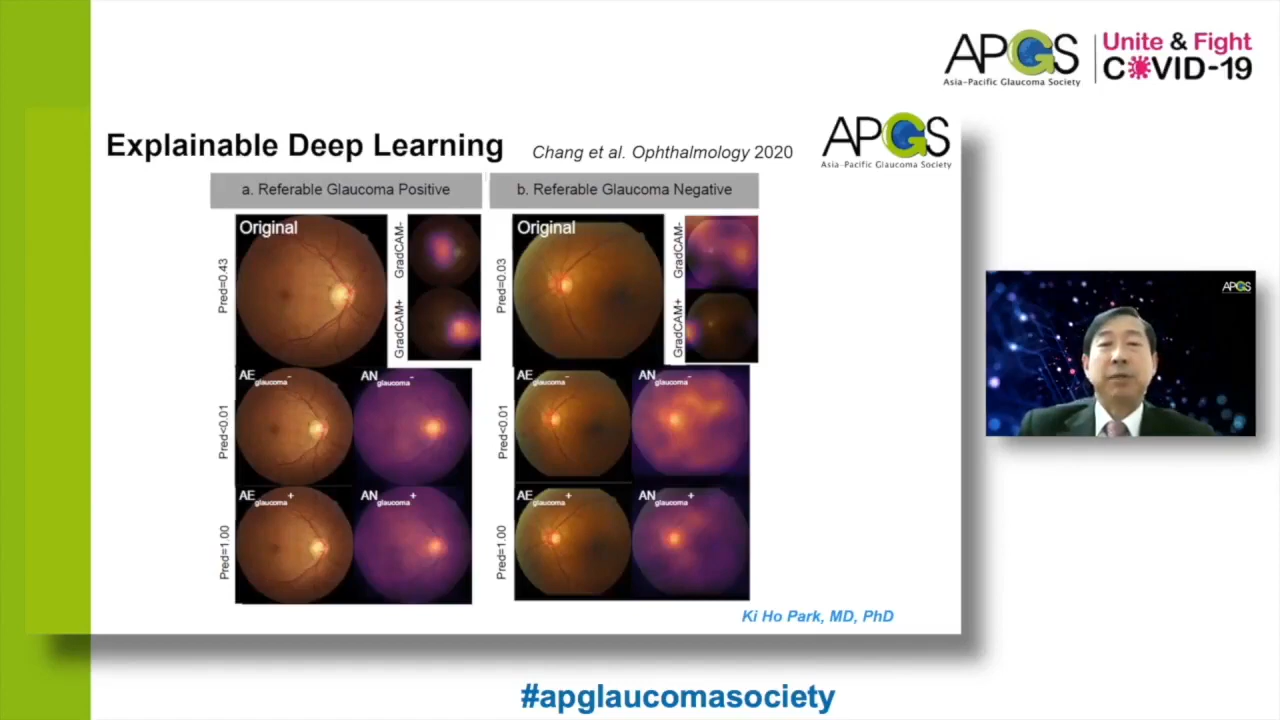 APGS
Asia-Pacific Glaucoma Society
Unite & Fight
COVID-19
Explainable Deep Learning
Chang et al. Ophthalmology 2020
APGS
Asia-Pacific Glaucoma Society
a. Referable Glaucoma Positive
b. Referable Glaucoma Negative
Pred=0.43
Original
GradCAM-
GradCAM+
Pred=0.03
Original
GradCAM-
GradCAM+
Pred<0.01
AE glaucoma -
AN glaucoma -
Pred<0.01
AE glaucoma -
AN glaucoma -
Pred=1.00
AE glaucoma +
AN glaucoma +
Pred=1.00
AE glaucoma +
AN glaucoma +
APGS
Ki Ho Park, MD, PhD
#apglaucomasociety